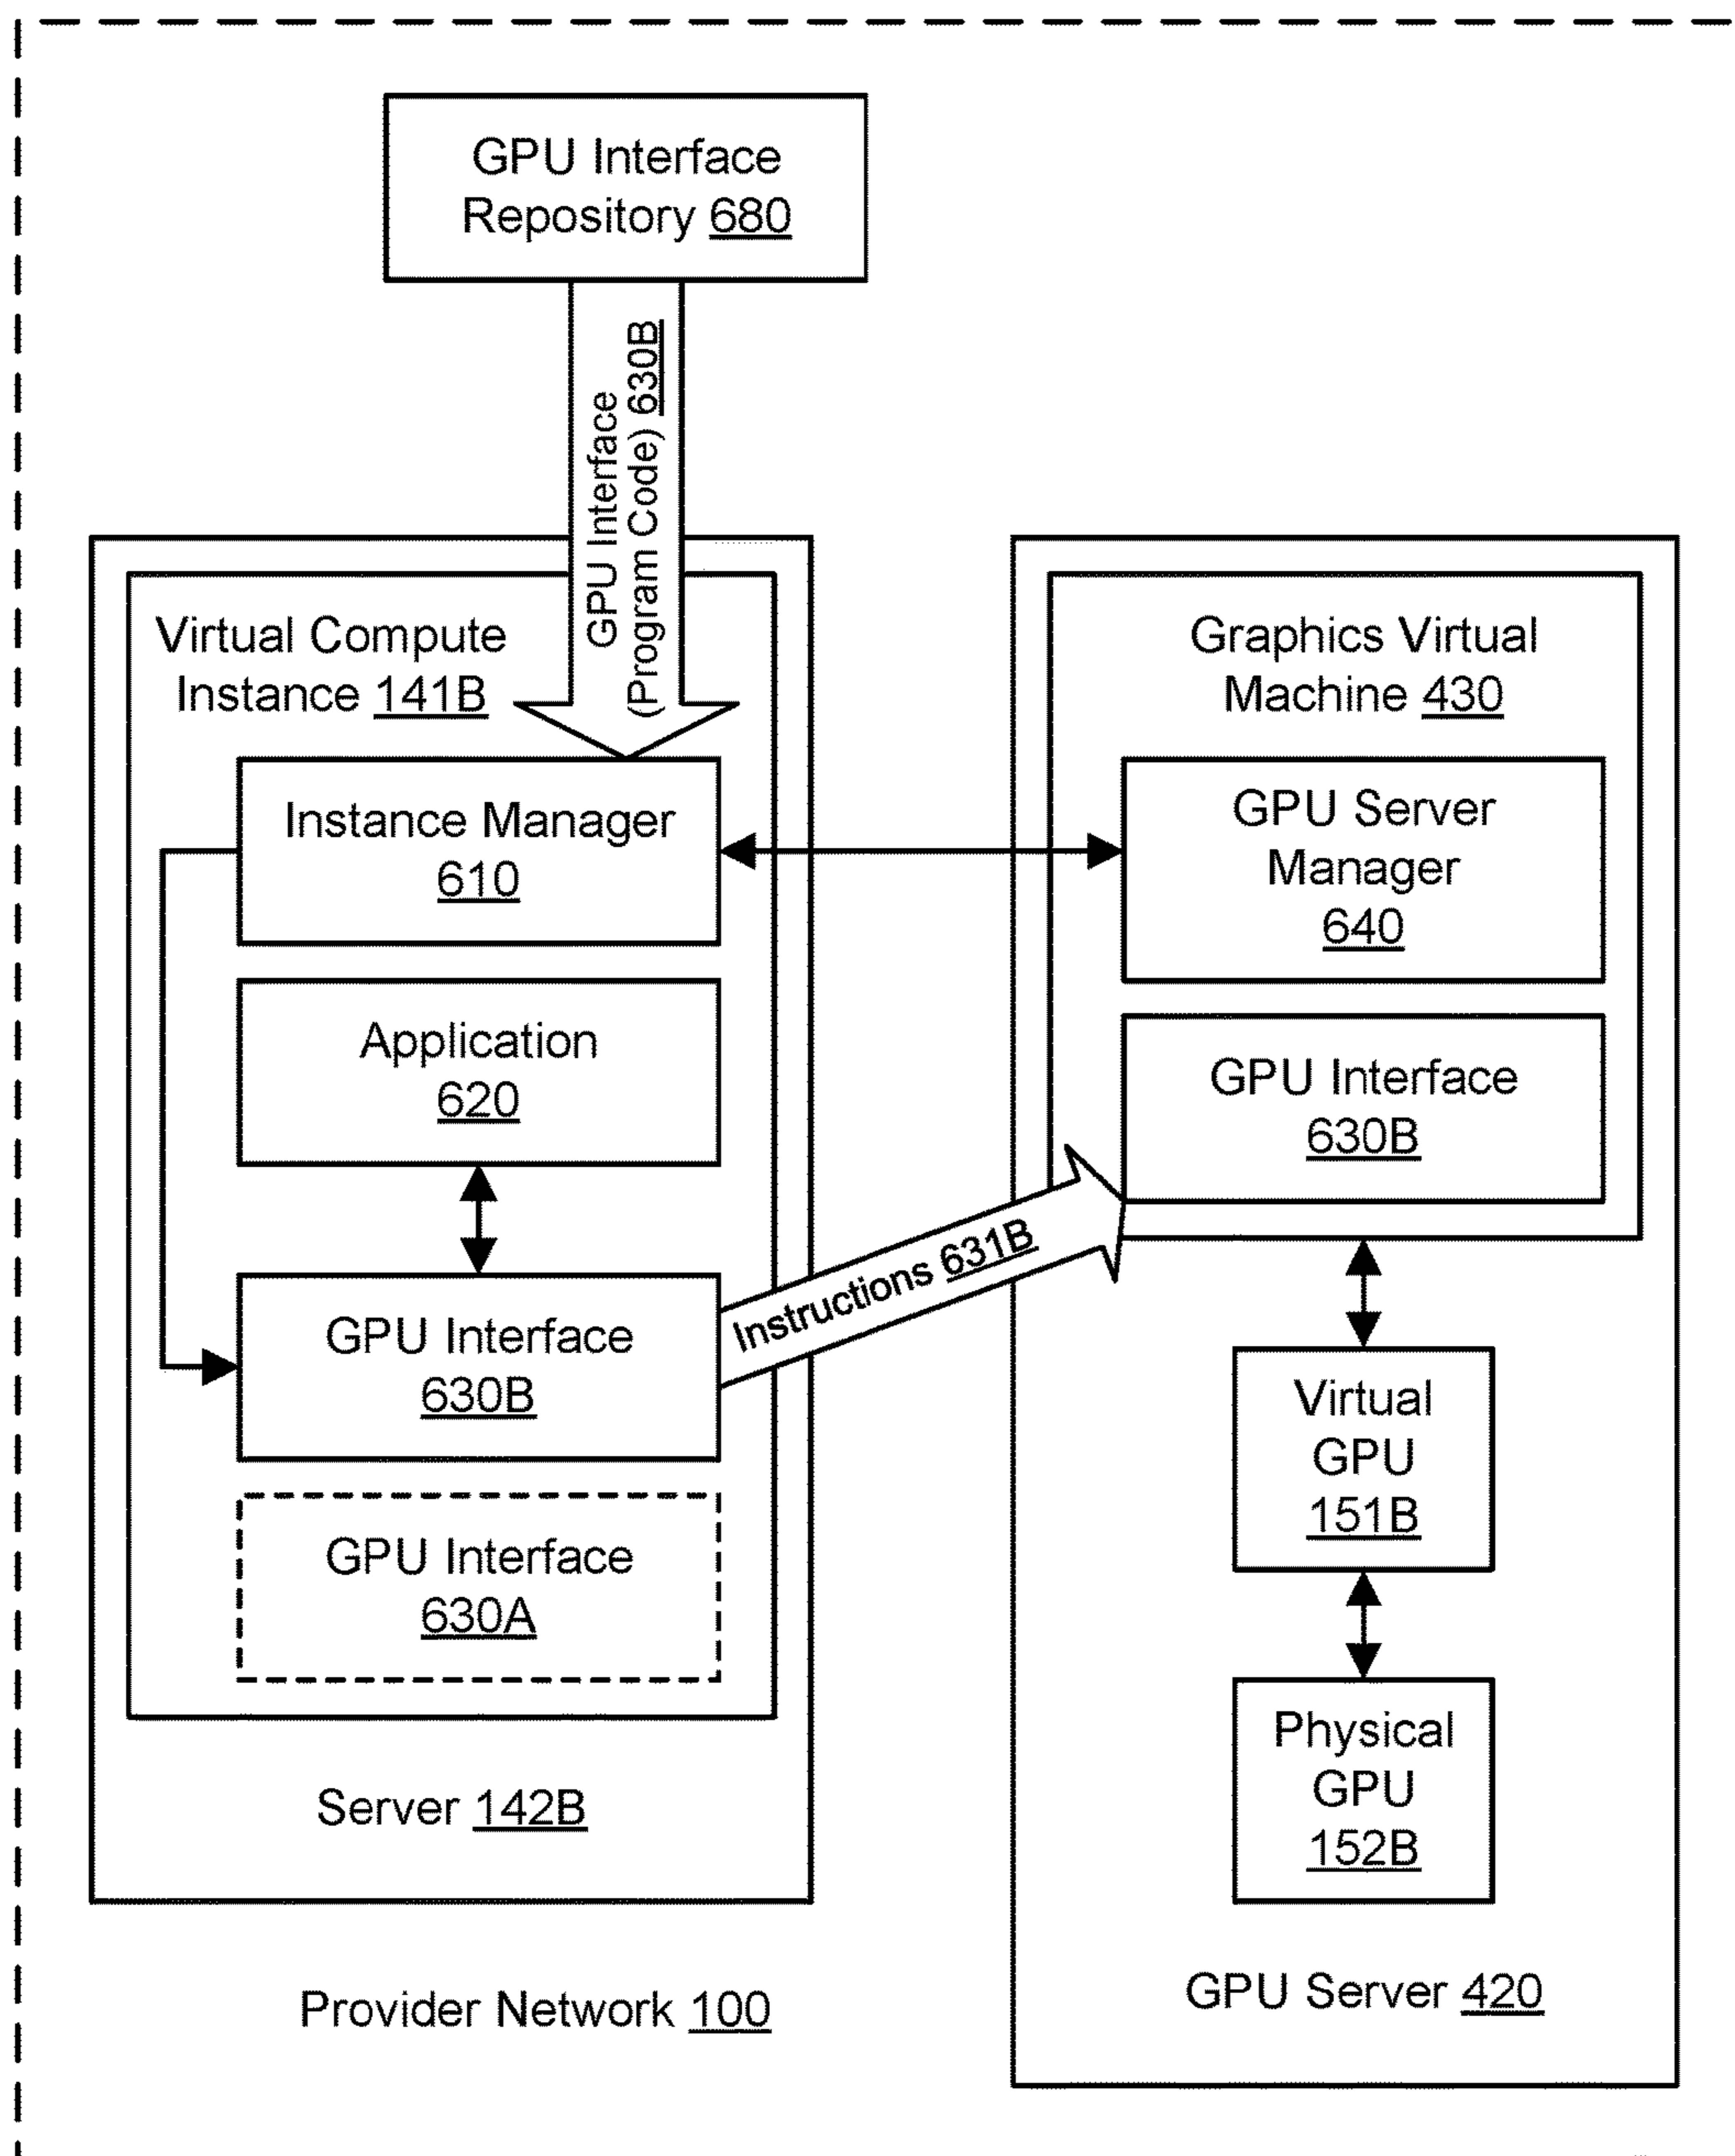 GPU Interface
Repository 680
GPU Interface
(Program Code) 630B
Virtual Compute
Instance 141B
Instance Manager
610
Application
620
GPU Interface
630B
GPU Interface
630A
Server 142B
Instructions 631B
Graphics Virtual
Machine 430
GPU Server
Manager
640
GPU Interface
630B
Virtual
GPU
151B
Physical
GPU
152B
GPU Server 420
Provider Network 100